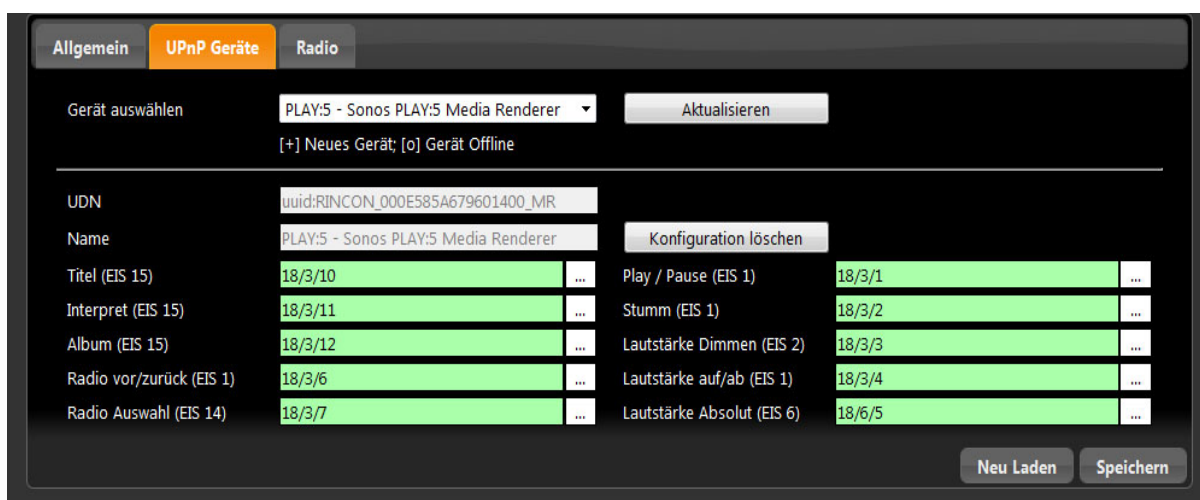 Allgemein UPnP Geräte Radio
Gerät auswählen PLAY:5 - Sonos PLAY:5 Media Renderer Aktualisieren
[+] Neues Gerät; [o] Gerät Offline
UDN uuid:RINCON_000E585A679601400_MR
Name PLAY:5 - Sonos PLAY:5 Media Renderer Konfiguration löschen
Titel (EIS 15) 18/3/10 ... Play / Pause (EIS 1) 18/3/1 ...
Interpret (EIS 15) 18/3/11 ... Stumm (EIS 1) 18/3/2 ...
Album (EIS 15) 18/3/12 ... Lautstärke Dimmen (EIS 2) 18/3/3 ...
Radio vor/zurück (EIS 1) 18/3/6 ... Lautstärke auf/ab (EIS 1) 18/3/4 ...
Radio Auswahl (EIS 14) 18/3/7 ... Lautstärke Absolut (EIS 6) 18/6/5 ...
Neu Laden Speichern